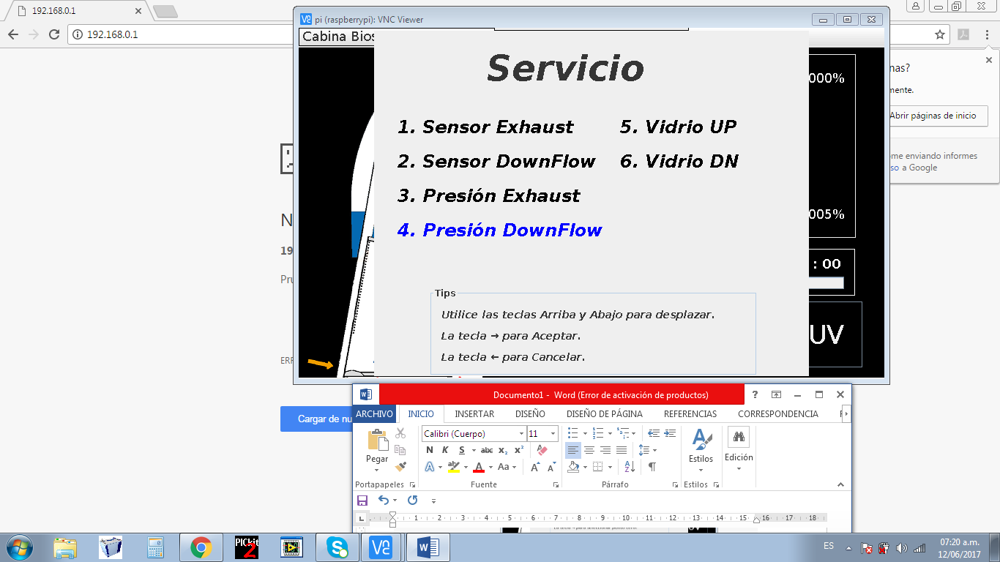 192.168.0.1
192.168.0.1
pi (raspberrypi): VNC Viewer
Cabina Bios
Servicio
1. Sensor Exhaust
5. Vidrio UP
2. Sensor DownFlow
6. Vidrio DN
3. Presión Exhaust
4. Presión DownFlow
Tips
Utilice las teclas Arriba y Abajo para desplazar.
La tecla → para Aceptar.
La tecla ← para Cancelar.
000%
005%
: 00
UV
nas?
mente.
Abrir páginas de inicio
ome enviando informes
so a Google
N
19
Pru
ERR
Cargar de nu
Documento1 - Word (Error de activación de productos)
ARCHIVO
INICIO
INSERTAR
DISEÑO
DISEÑO DE PÁGINA
REFERENCIAS
CORRESPONDENCIA
Pegar
Calibri (Cuerpo)
11
N K S abc x₂ x²
Aa
Estilos
Edición
Portapapeles
Fuente
Párrafo
Estilos
1 2 3 4 5 6 7 8 9 10 11 12 13 14 15 16 17 18
PICkit
2
ES
07:20 a.m.
12/06/2017